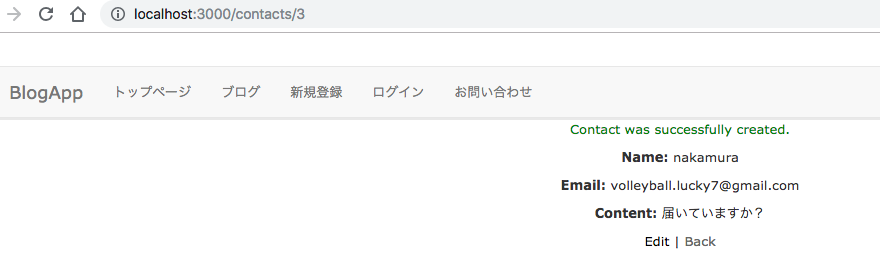 localhost:3000/contacts/3
BlogApp トップページ ブログ 新規登録 ログイン お問い合わせ
Contact was successfully created.
Name: nakamura
Email: volleyball.lucky7@gmail.com
Content: 届いていますか？
Edit | Back